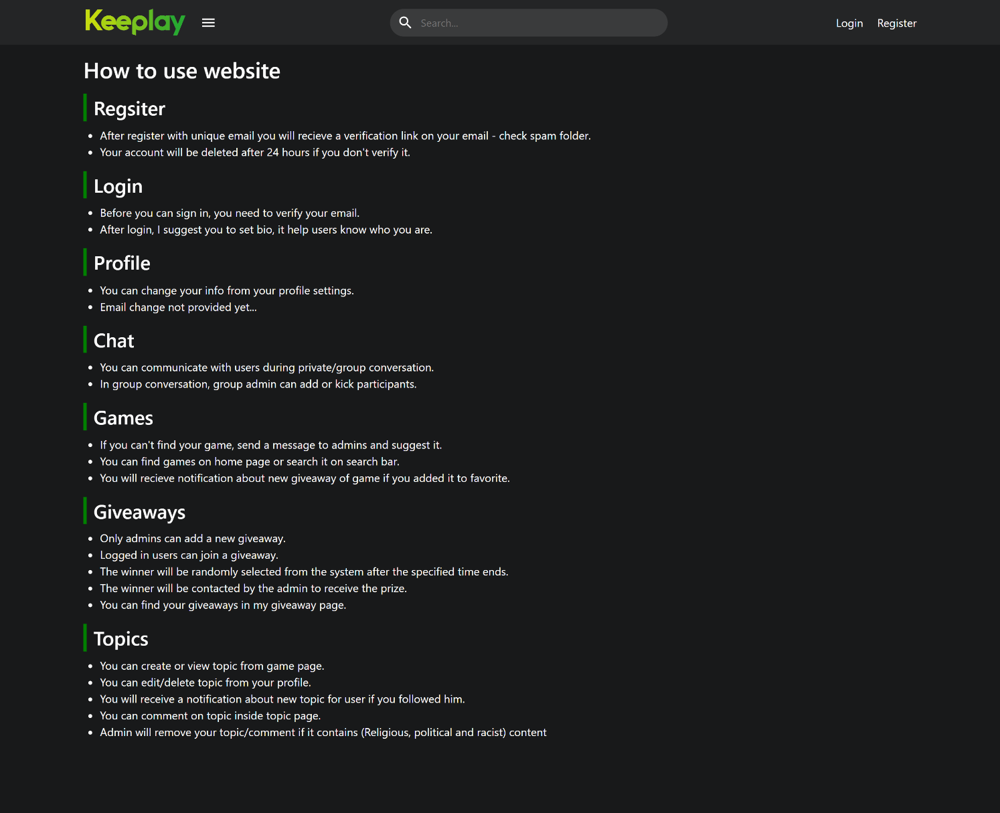 Keeplay
Search...
Login
Register
How to use website
Regsiter
After register with unique email you will recieve a verification link on your email - check spam folder.
Your account will be deleted after 24 hours if you don't verify it.
Login
Before you can sign in, you need to verify your email.
After login, I suggest you to set bio, it help users know who you are.
Profile
You can change your info from your profile settings.
Email change not provided yet...
Chat
You can communicate with users during private/group conversation.
In group conversation, group admin can add or kick participants.
Games
If you can't find your game, send a message to admins and suggest it.
You can find games on home page or search it on search bar.
You will recieve notification about new giveaway of game if you added it to favorite.
Giveaways
Only admins can add a new giveaway.
Logged in users can join a giveaway.
The winner will be randomly selected from the system after the specified time ends.
The winner will be contacted by the admin to receive the prize.
You can find your giveaways in my giveaway page.
Topics
You can create or view topic from game page.
You can edit/delete topic from your profile.
You will receive a notification about new topic for user if you followed him.
You can comment on topic inside topic page.
Admin will remove your topic/comment if it contains (Religious, political and racist) content